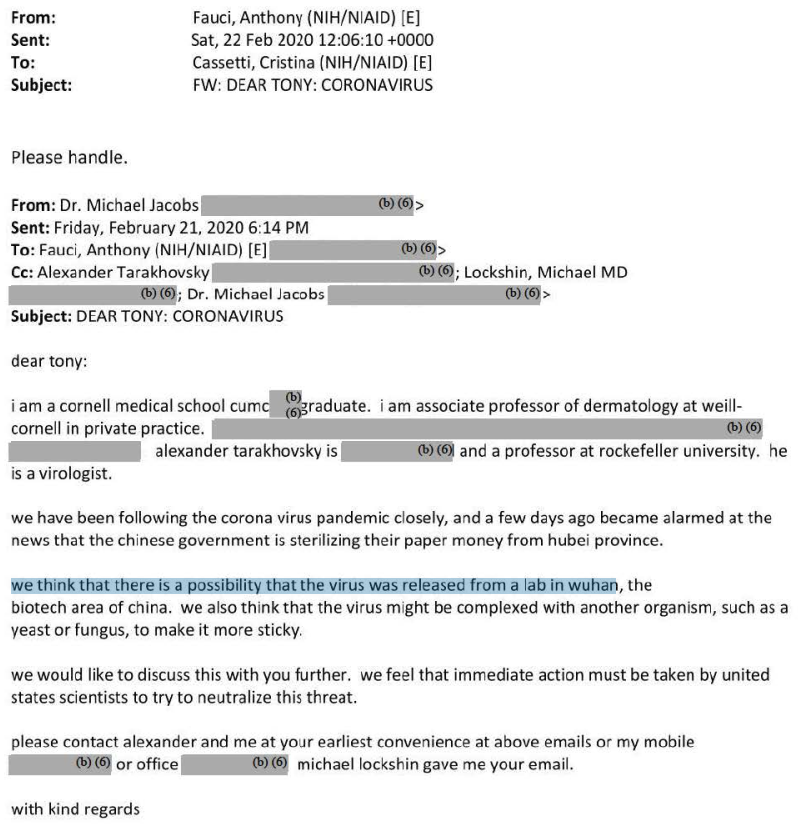 From: Fauci, Anthony (NIH/NIAID) [E]
Sent: Sat, 22 Feb 2020 12:06:10 +0000
To: Cassetti, Cristina (NIH/NIAID) [E]
Subject: FW: DEAR TONY: CORONAVIRUS
Please handle.
From: Dr. Michael Jacobs (b) (6)>
Sent: Friday, February 21, 2020 6:14 PM
To: Fauci, Anthony (NIH/NIAID) [E] (b) (6)>
Cc: Alexander Tarakhovsky (b) (6); Lockshin, Michael MD
(b) (6); Dr. Michael Jacobs (b) (6)>
Subject: DEAR TONY: CORONAVIRUS
dear tony:
i am a cornell medical school cumc (b) (6) graduate. i am associate professor of dermatology at weill-
cornell in private practice. (b) (6)
alexander tarakhovsky is (b) (6) and a professor at rockefeller university. he
is a virologist.
we have been following the corona virus pandemic closely, and a few days ago became alarmed at the
news that the chinese government is sterilizing their paper money from hubei province.
we think that there is a possibility that the virus was released from a lab in wuhan, the
biotech area of china. we also think that the virus might be complexed with another organism, such as a
yeast or fungus, to make it more sticky.
we would like to discuss this with you further. we feel that immediate action must be taken by united
states scientists to try to neutralize this threat.
please contact alexander and me at your earliest convenience at above emails or my mobile
(b) (6) or office (b) (6) michael lockshin gave me your email.
with kind regards